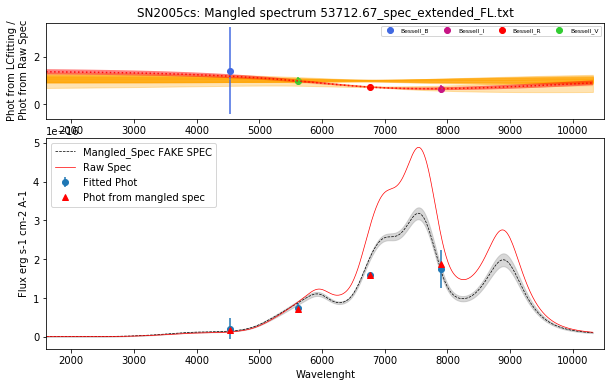 SN2005cs: Mangled spectrum 53712.67_spec_extended_FL.txt
Phot from LCfitting /
Phot from Raw Spec
Bessell_B Bessell_I Bessell_R Bessell_V
2
0
2000 3000 4000 5000 6000 7000 8000 9000 10000
1e−16
Mangled_Spec FAKE SPEC
Raw Spec
Fitted Phot
Phot from mangled spec
Flux erg s-1 cm-2 A-1
5
4
3
2
1
0
2000 3000 4000 5000 6000 7000 8000 9000 10000
Wavelenght